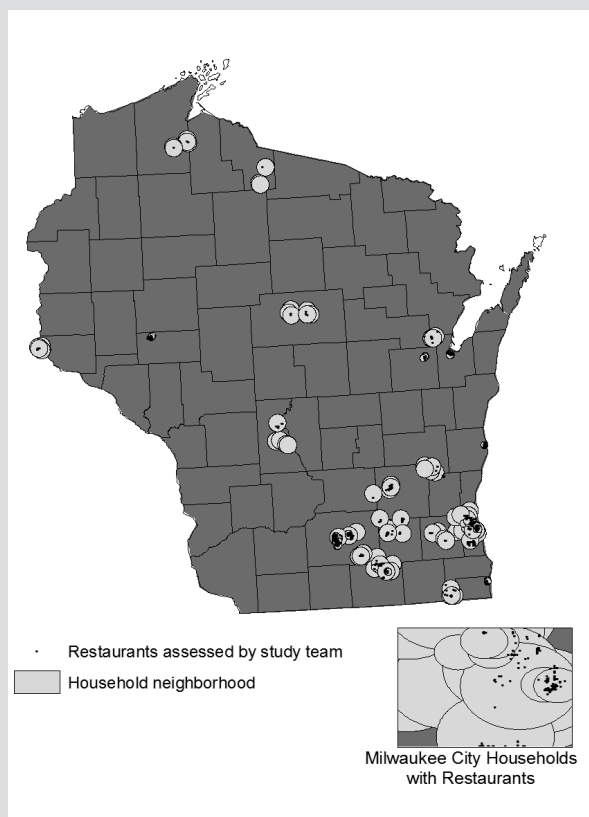 Restaurants assessed by study team
Household neighborhood
Milwaukee City Households
with Restaurants